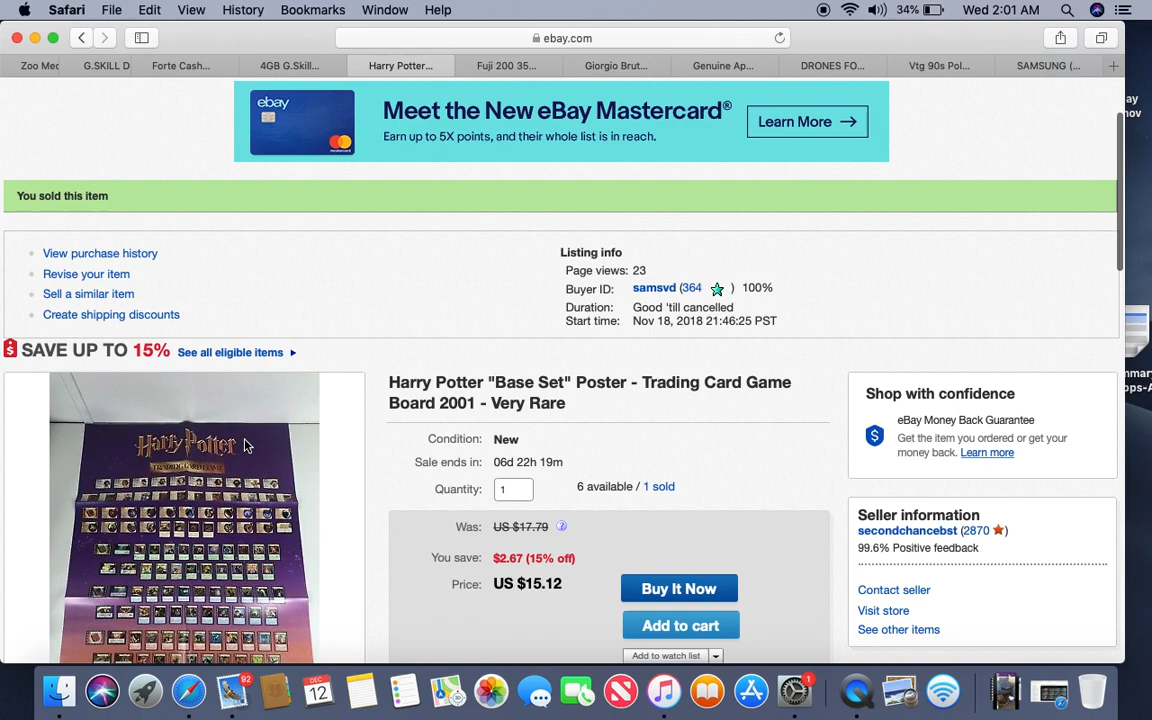 Safari File Edit View History Bookmarks Window Help 34% Wed 2:01 AM
ebay.com
Zoo Med G.SKILL D Forte Cash... 4GB G.Skill... Harry Potter... Fuji 200 35... Giorgio Brut... Genuine Ap... DRONES FO... Vtg 90s Pol... SAMSUNG (...
ebay
Meet the New eBay Mastercard®
Earn up to 5X points, and their whole list is in reach.
Learn More
You sold this item
View purchase history
Revise your item
Sell a similar item
Create shipping discounts
Listing info
Page views: 23
Buyer ID: samsvd (364 ) 100%
Duration: Good 'till cancelled
Start time: Nov 18, 2018 21:46:25 PST
SAVE UP TO 15% See all eligible items
Harry Potter
TRADING CARD GAME
Harry Potter "Base Set" Poster - Trading Card Game
Board 2001 - Very Rare
Condition: New
Sale ends in: 06d 22h 19m
Quantity: 1 6 available / 1 sold
Was: US $17.79 ?
You save: $2.67 (15% off)
Price: US $15.12
Buy It Now
Add to cart
Add to watch list
Shop with confidence
eBay Money Back Guarantee
Get the item you ordered or get your
money back. Learn more
Seller information
secondchancebst (2870 )
99.6% Positive feedback
Contact seller
Visit store
See other items
92
DEC
12
1